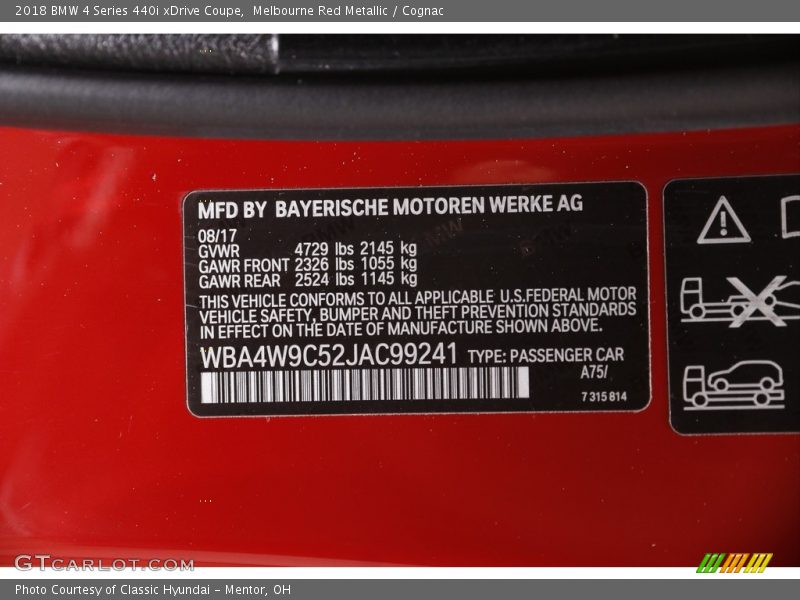 2018 BMW 4 Series 440i xDrive Coupe, Melbourne Red Metallic / Cognac
MFD BY BAYERISCHE MOTOREN WERKE AG
08/17
GVWR 4729 lbs 2145 kg
GAWR FRONT 2326 lbs 1055 kg
GAWR REAR 2524 lbs 1145 kg
THIS VEHICLE CONFORMS TO ALL APPLICABLE U.S.FEDERAL MOTOR
VEHICLE SAFETY, BUMPER AND THEFT PREVENTION STANDARDS
IN EFFECT ON THE DATE OF MANUFACTURE SHOWN ABOVE.
WBA4W9C52JAC99241 TYPE: PASSENGER CAR
A75/
7 315 814
GTCARLOT.COM
Photo Courtesy of Classic Hyundai - Mentor, OH